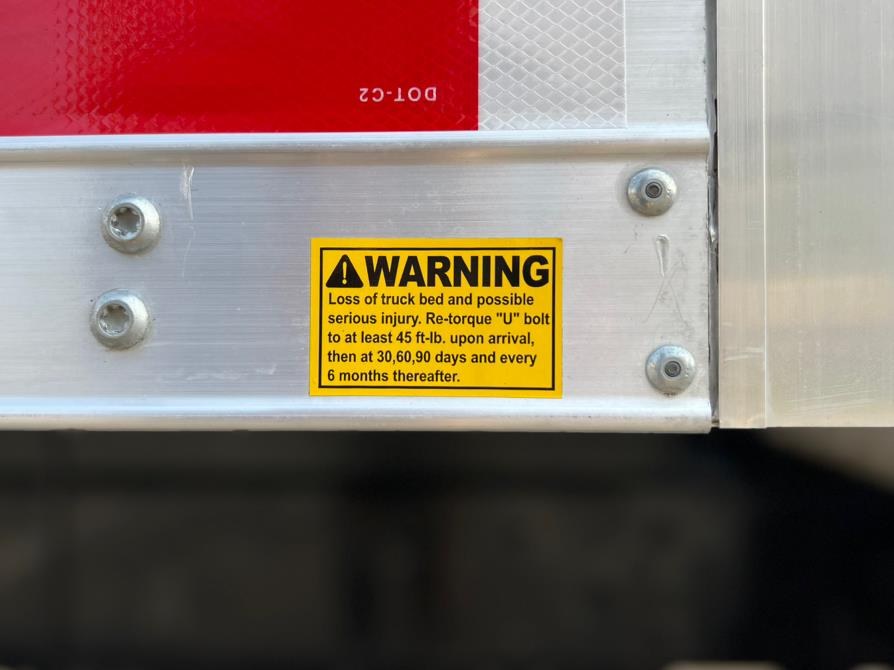 DOT-C2
WARNING
Loss of truck bed and possible
serious injury. Re-torque "U" bolt
to at least 45 ft-lb. upon arrival,
then at 30,60,90 days and every
6 months thereafter.